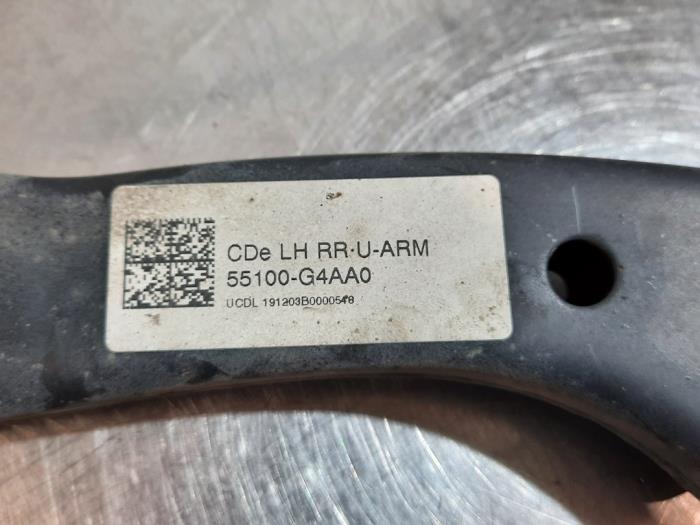 CDe LH RR·U-ARM
55100-G4AA0
UCDL 191203B0000548